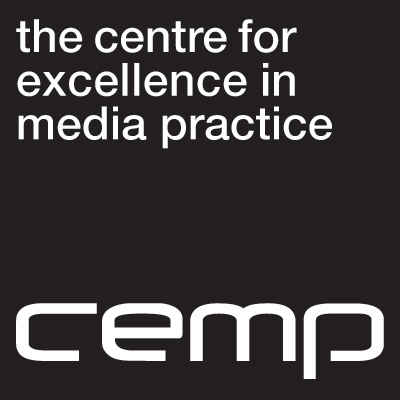 the centre for
excellence in
media practice
cemp